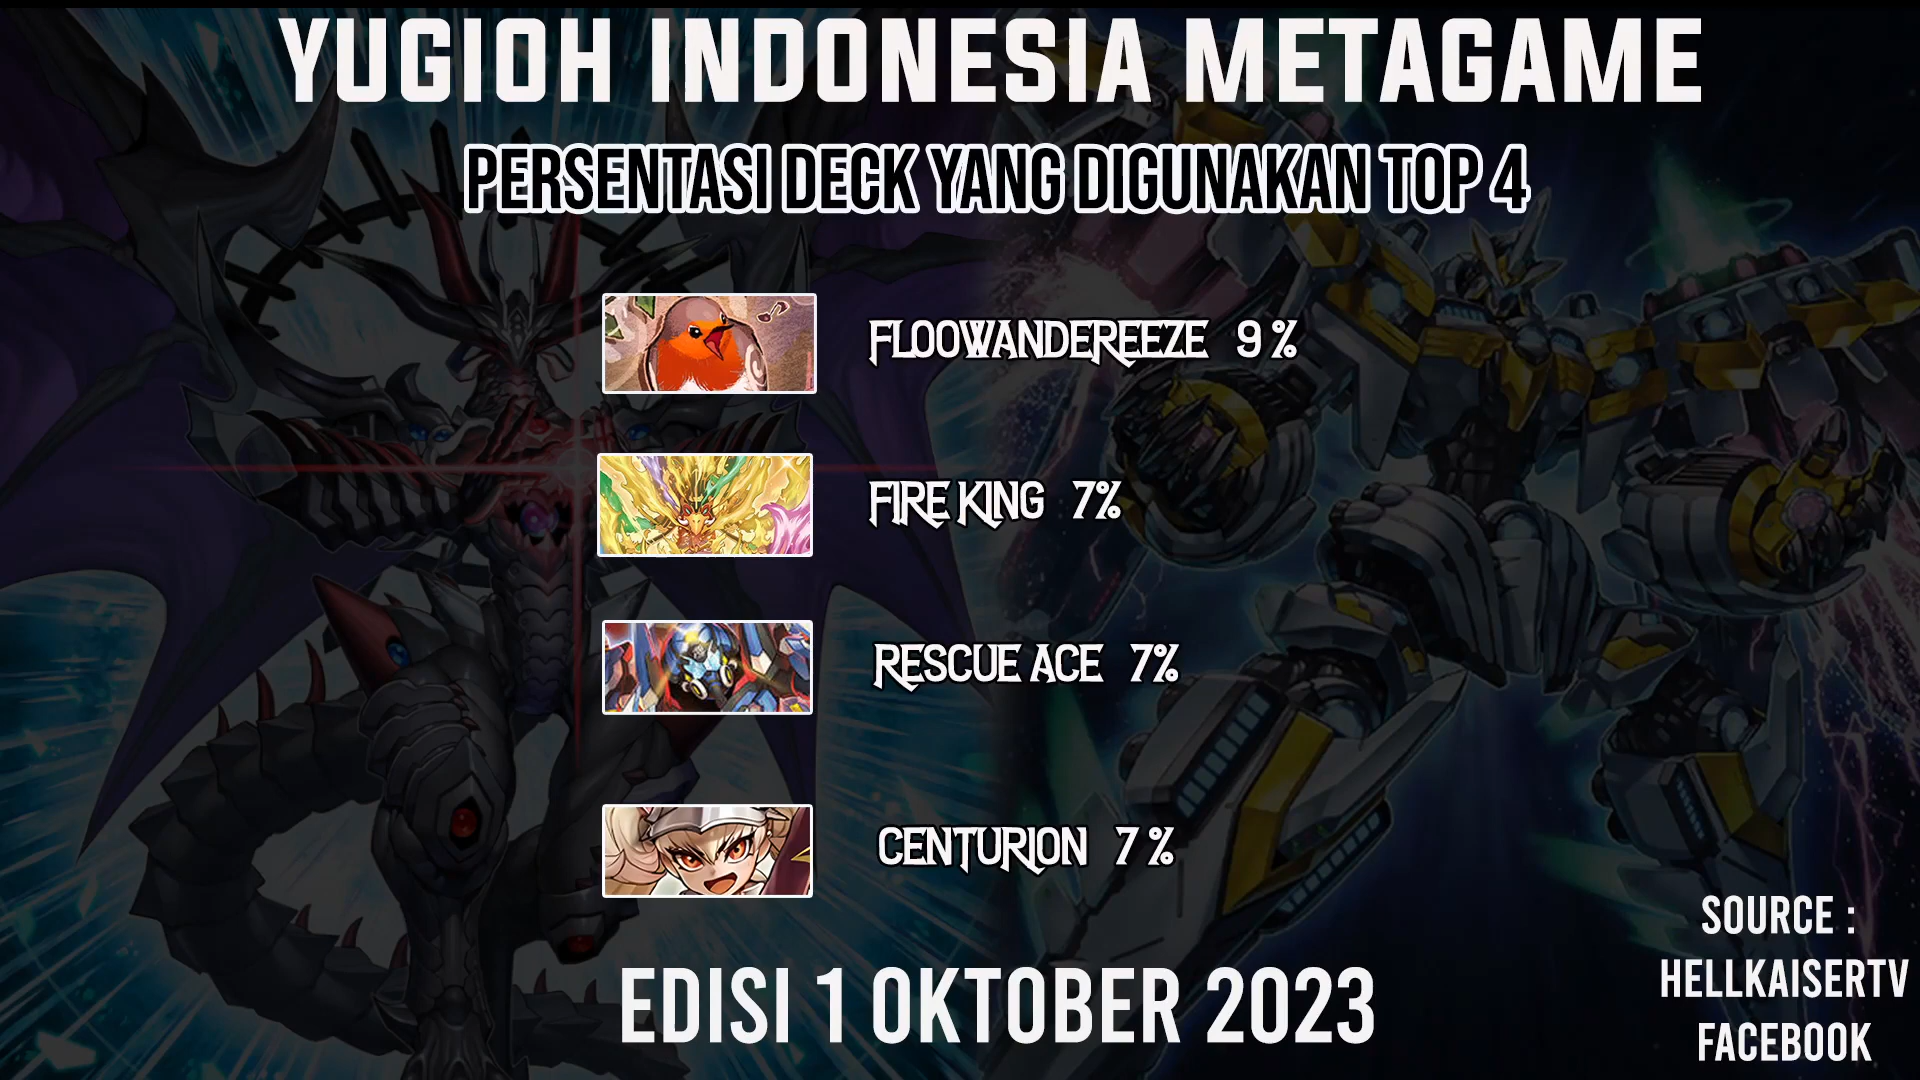 YUGIOH INDONESIA METAGAME
PERSENTASI DECK YANG DIGUNAKAN TOP 4
FLOOWANDEREEZE 9%
FIRE KING 7%
RESCUE ACE 7%
CENTURION 7%
EDISI 1 OKTOBER 2023
SOURCE :
HELLKAISERTV
FACEBOOK